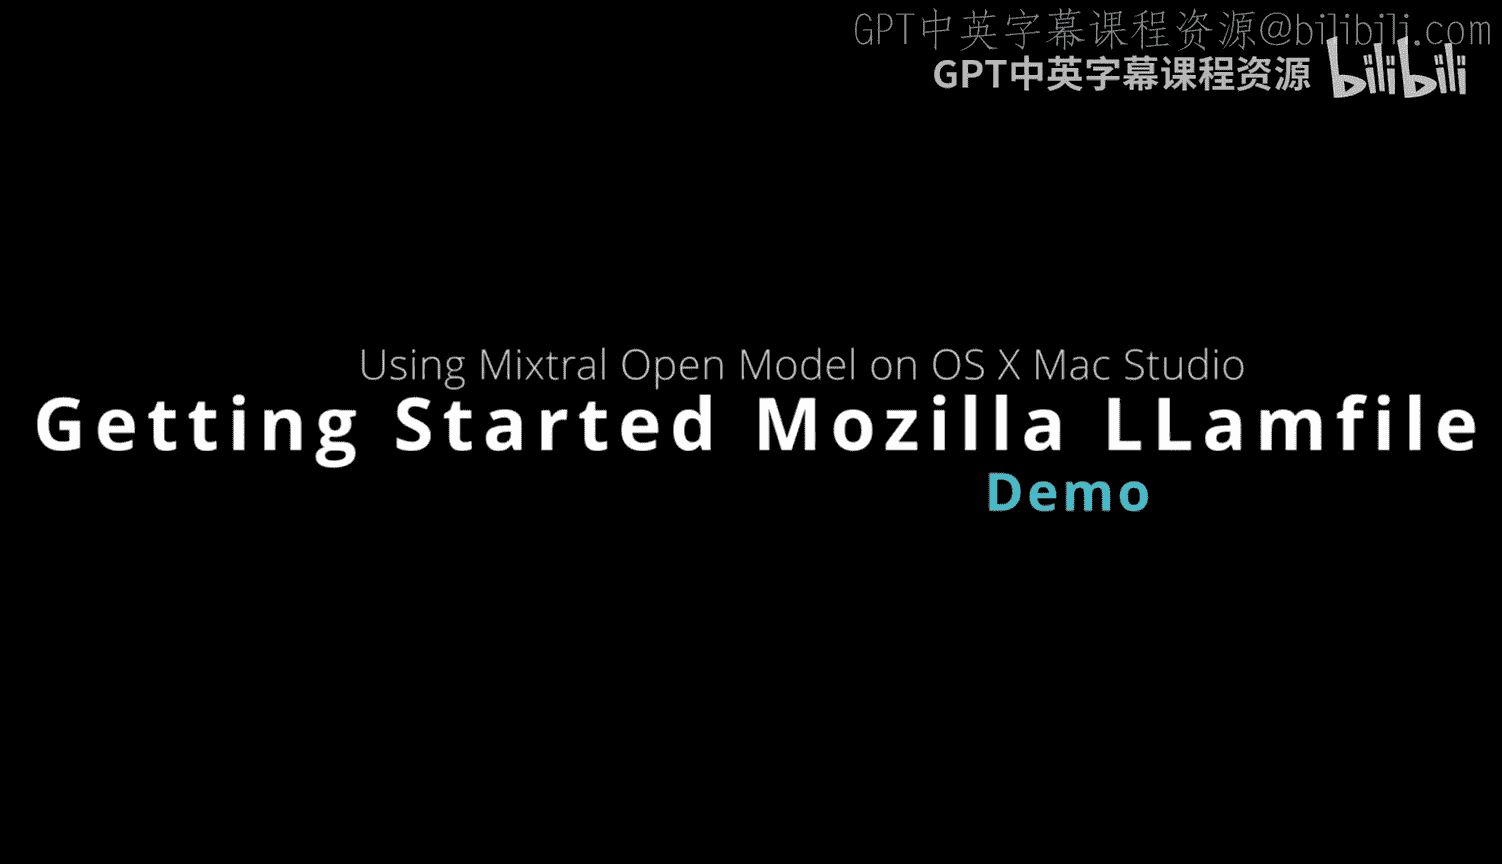 GPT中英字幕课程资源@bilibili.com
GPT中英字幕课程资源 bilibili
Using Mixtral Open Model on OS X Mac Studio
Getting Started Mozilla LLamfile
Demo